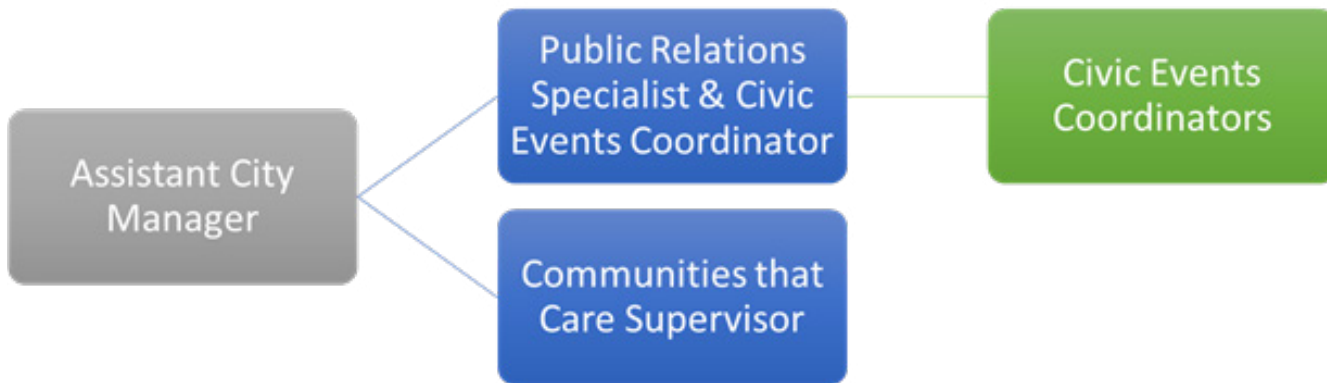 Assistant City
Manager
Public Relations
Specialist & Civic
Events Coordinator
Communities that
Care Supervisor
Civic Events
Coordinators